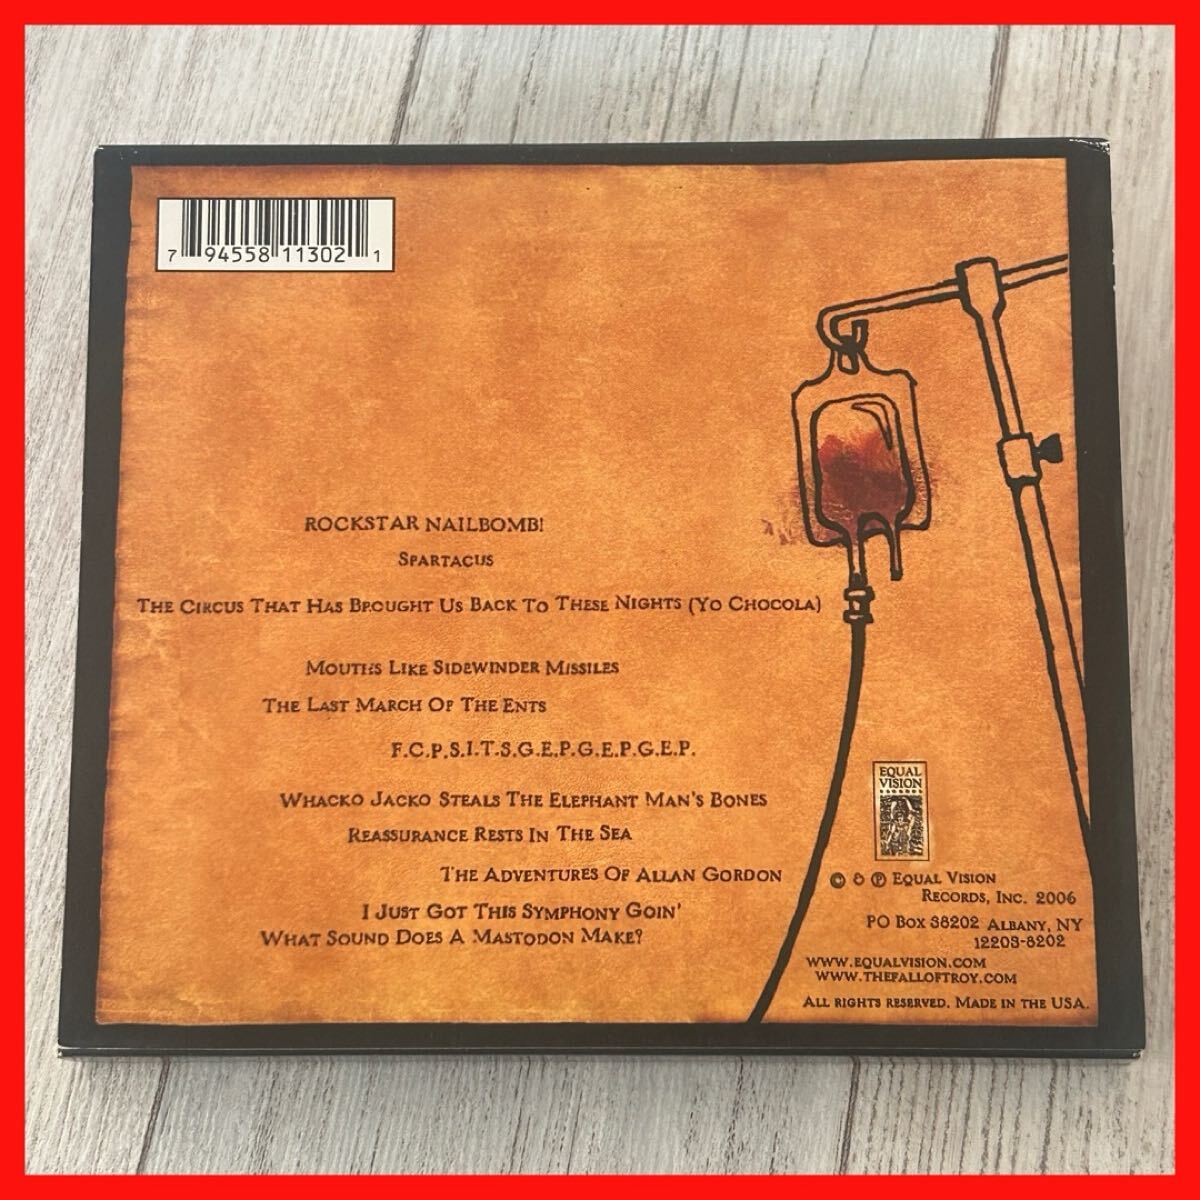 7 94558 11302 1
ROCKSTAR NAILBOMB!
SPARTACUS
THE CIRCUS THAT HAS BROUGHT US BACK TO THESE NIGHTS (YO CHOCOLA)
MOUTHS LIKE SIDEWINDER MISSILES
THE LAST MARCH OF THE ENTS
F.C.P.S.I.T.S.G.E.P.G.E.P.G.E.P.
WHACKO JACKO STEALS THE ELEPHANT MAN'S BONES
REASSURANCE RESTS IN THE SEA
THE ADVENTURES OF ALLAN GORDON
I JUST GOT THIS SYMPHONY GOIN'
WHAT SOUND DOES A MASTODON MAKE?
EQUAL
VISION
© & ℗ EQUAL VISION
RECORDS, INC. 2006
PO BOX 38202 ALBANY, NY
12203-8202
WWW.EQUALVISION.COM
WWW.THEFALLOFTROY.COM
ALL RIGHTS RESERVED. MADE IN THE USA.